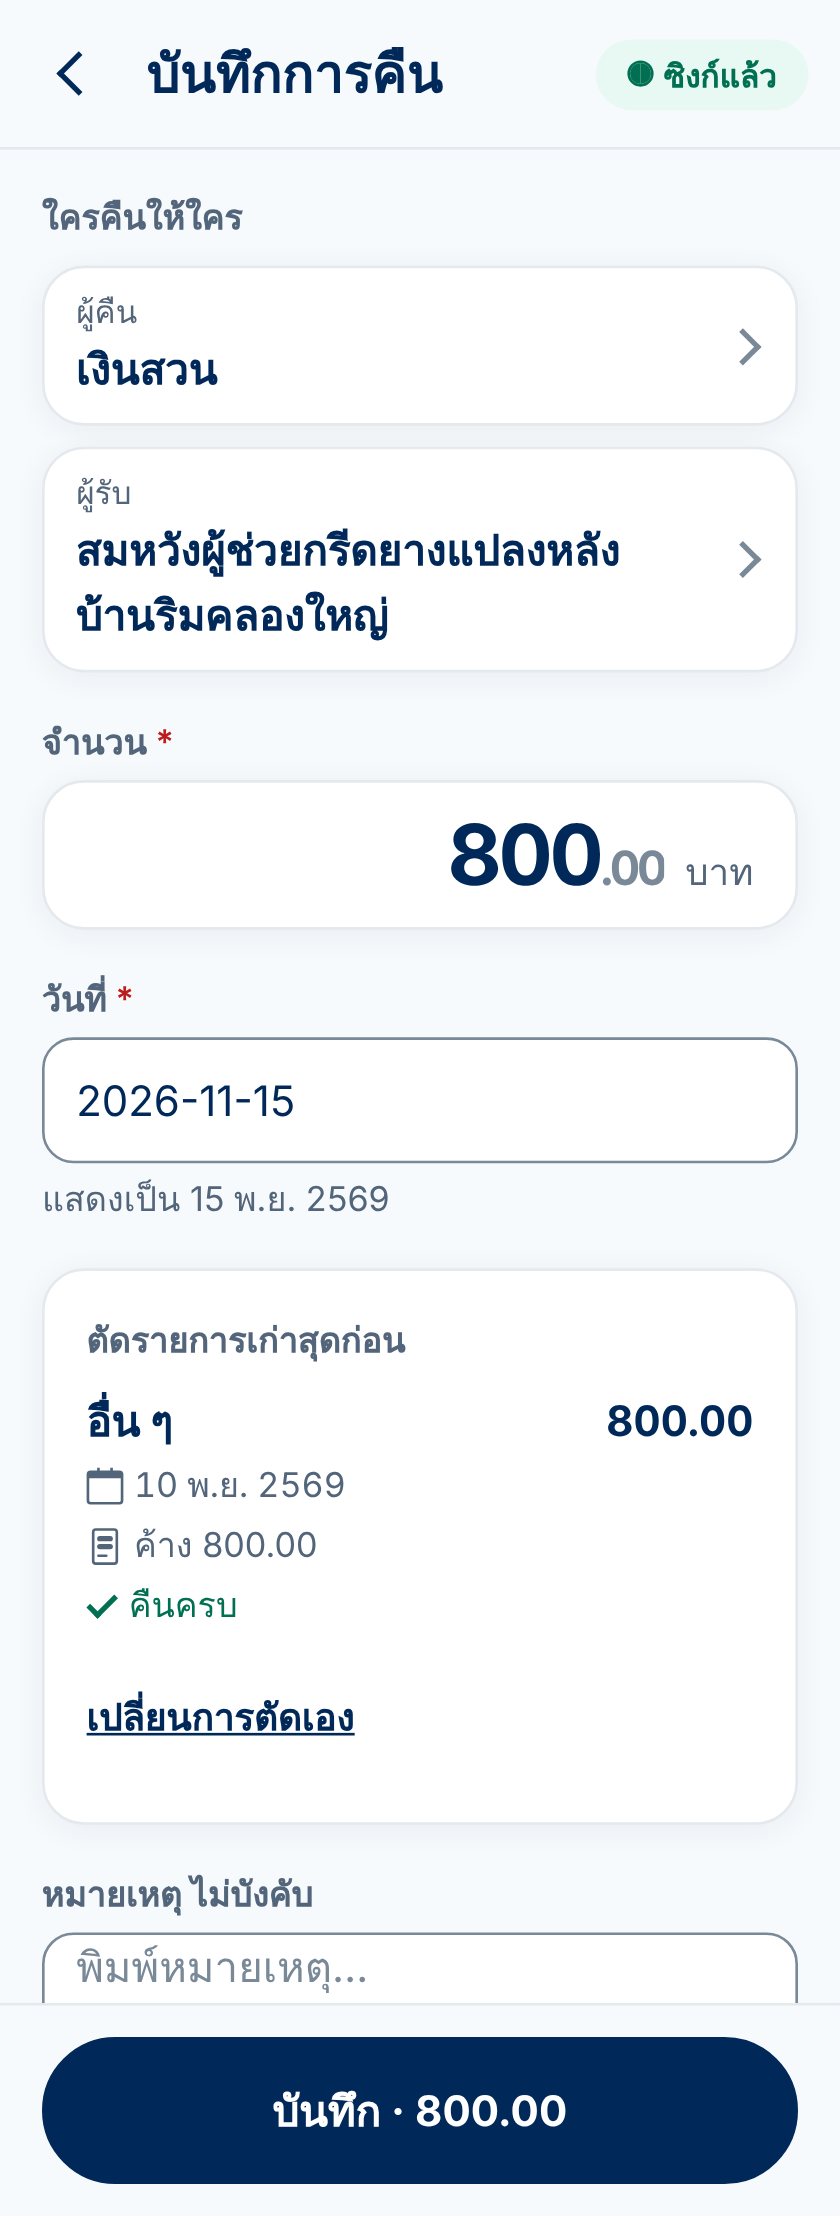 บันทึกการคืน
ซิงก์แล้ว
ใครคืนให้ใคร
ผู้คืน
เงินสวน
ผู้รับ
สมหวังผู้ช่วยกรีดยางแปลงหลัง
บ้านริมคลองใหญ่
จำนวน *
800.00 บาท
วันที่ *
2026-11-15
แสดงเป็น 15 พ.ย. 2569
ตัดรายการเก่าสุดก่อน
อื่น ๆ 800.00
10 พ.ย. 2569
ค้าง 800.00
คืนครบ
เปลี่ยนการตัดเอง
หมายเหตุ ไม่บังคับ
พิมพ์หมายเหตุ...
บันทึก · 800.00